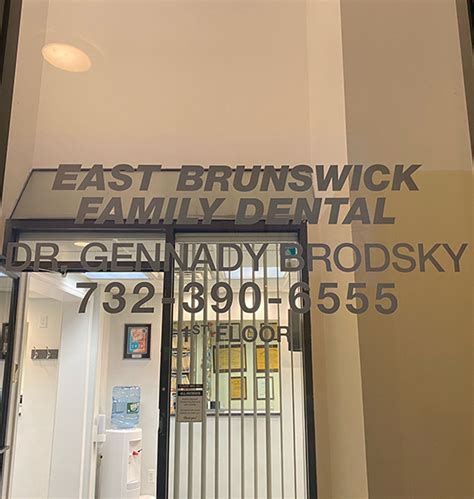 EAST BRUNSWICK
FAMILY DENTAL
DR. GENNADY BRODSKY
732-390-6555
1ST FLOOR